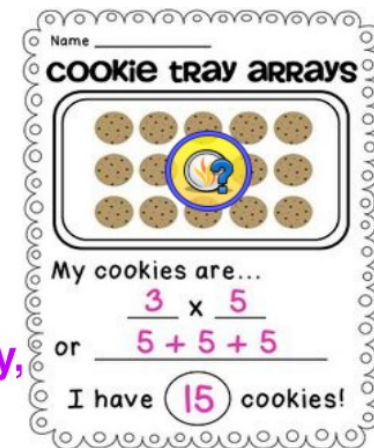 Name
COOKIE TRAY ARRAYS
?
My cookies are...
3 x 5
y,
or 5 + 5 + 5
I have 15 cookies!